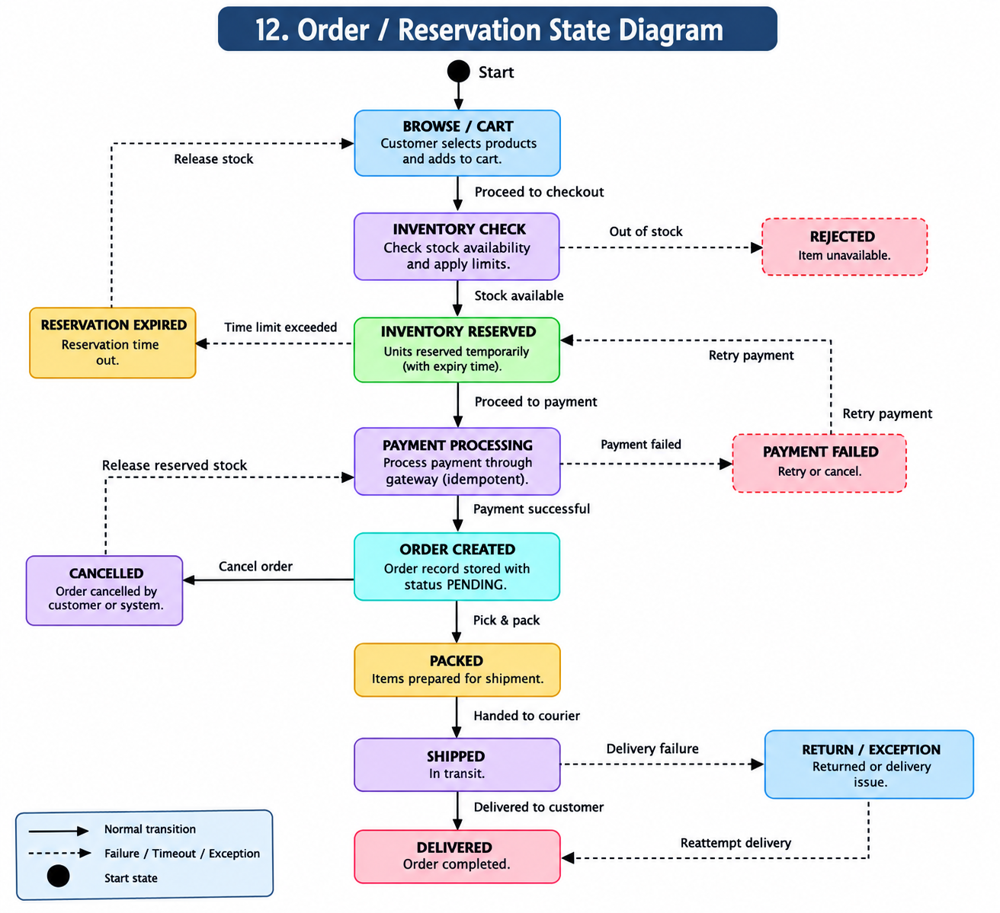 12. Order / Reservation State Diagram
Start
BROWSE / CART
Customer selects products
and adds to cart.
Release stock
Proceed to checkout
INVENTORY CHECK
Check stock availability
and apply limits.
Out of stock
REJECTED
Item unavailable.
Stock available
RESERVATION EXPIRED
Reservation time
out.
Time limit exceeded
INVENTORY RESERVED
Units reserved temporarily
(with expiry time).
Retry payment
Proceed to payment
Retry payment
PAYMENT PROCESSING
Process payment through
gateway (idempotent).
Payment failed
PAYMENT FAILED
Retry or cancel.
Release reserved stock
Payment successful
ORDER CREATED
Order record stored with
status PENDING.
Cancel order
CANCELLED
Order cancelled by
customer or system.
Pick & pack
PACKED
Items prepared for shipment.
Handed to courier
SHIPPED
In transit.
Delivery failure
RETURN / EXCEPTION
Returned or delivery
issue.
Delivered to customer
DELIVERED
Order completed.
Reattempt delivery
Normal transition
Failure / Timeout / Exception
Start state